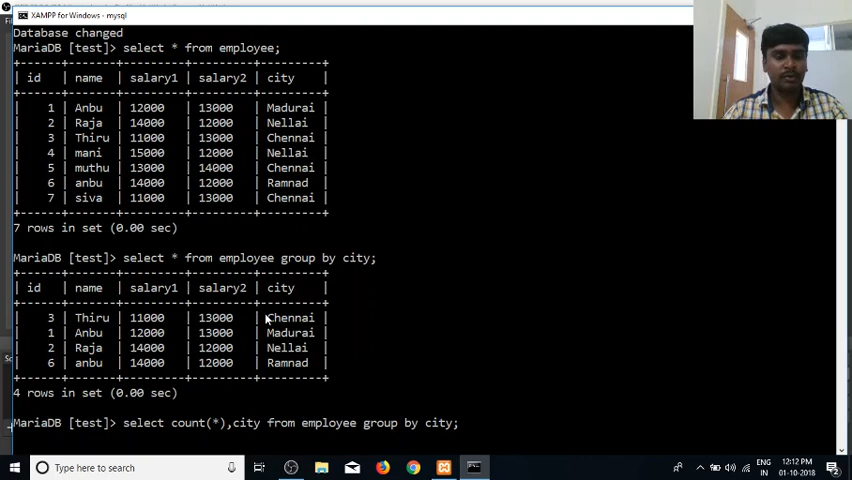 XAMPP for Windows - mysql
Database changed
MariaDB [test]> select * from employee;
+------+-------+---------+---------+---------+
| id   | name  | salary1 | salary2 | city    |
+------+-------+---------+---------+---------+
|    1 | Anbu  | 12000   | 13000   | Madurai |
|    2 | Raja  | 14000   | 12000   | Nellai  |
|    3 | Thiru | 11000   | 13000   | Chennai |
|    4 | mani  | 15000   | 12000   | Nellai  |
|    5 | muthu | 13000   | 14000   | Chennai |
|    6 | anbu  | 14000   | 12000   | Ramnad  |
|    7 | siva  | 11000   | 13000   | Chennai |
+------+-------+---------+---------+---------+
7 rows in set (0.00 sec)
MariaDB [test]> select * from employee group by city;
+------+-------+---------+---------+---------+
| id   | name  | salary1 | salary2 | city    |
+------+-------+---------+---------+---------+
|    3 | Thiru | 11000   | 13000   | Chennai |
|    1 | Anbu  | 12000   | 13000   | Madurai |
|    2 | Raja  | 14000   | 12000   | Nellai  |
|    6 | anbu  | 14000   | 12000   | Ramnad  |
+------+-------+---------+---------+---------+
4 rows in set (0.00 sec)
MariaDB [test]> select count(*),city from employee group by city;
Type here to search
ENG
IN
12:12 PM
01-10-2018